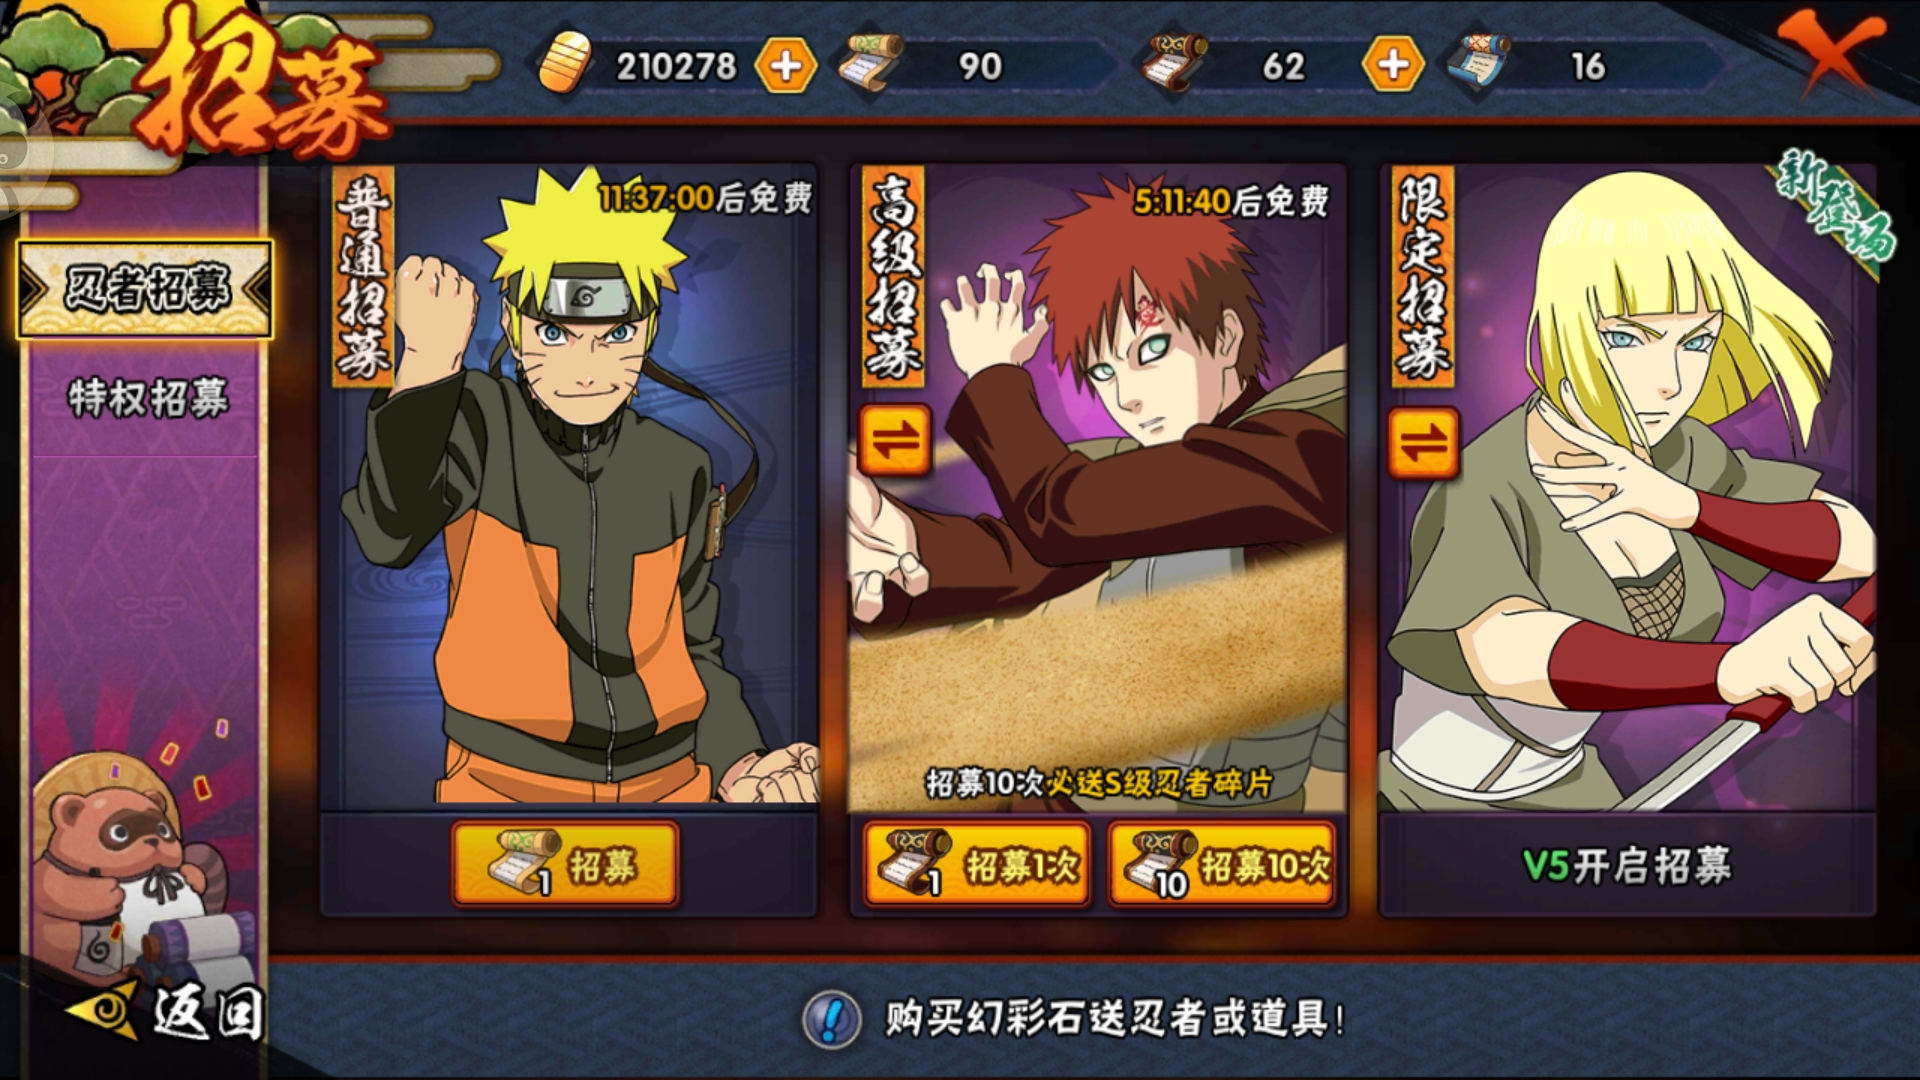 招募
210278
90
62
16
忍者招募
特权招募
返回
普通招募
11:37:00后免费
1 招募
高级招募
5:11:40后免费
愛
招募10次必送S级忍者碎片
1 招募1次
10 招募10次
限定招募
新登场
V5开启招募
购买幻彩石送忍者或道具!